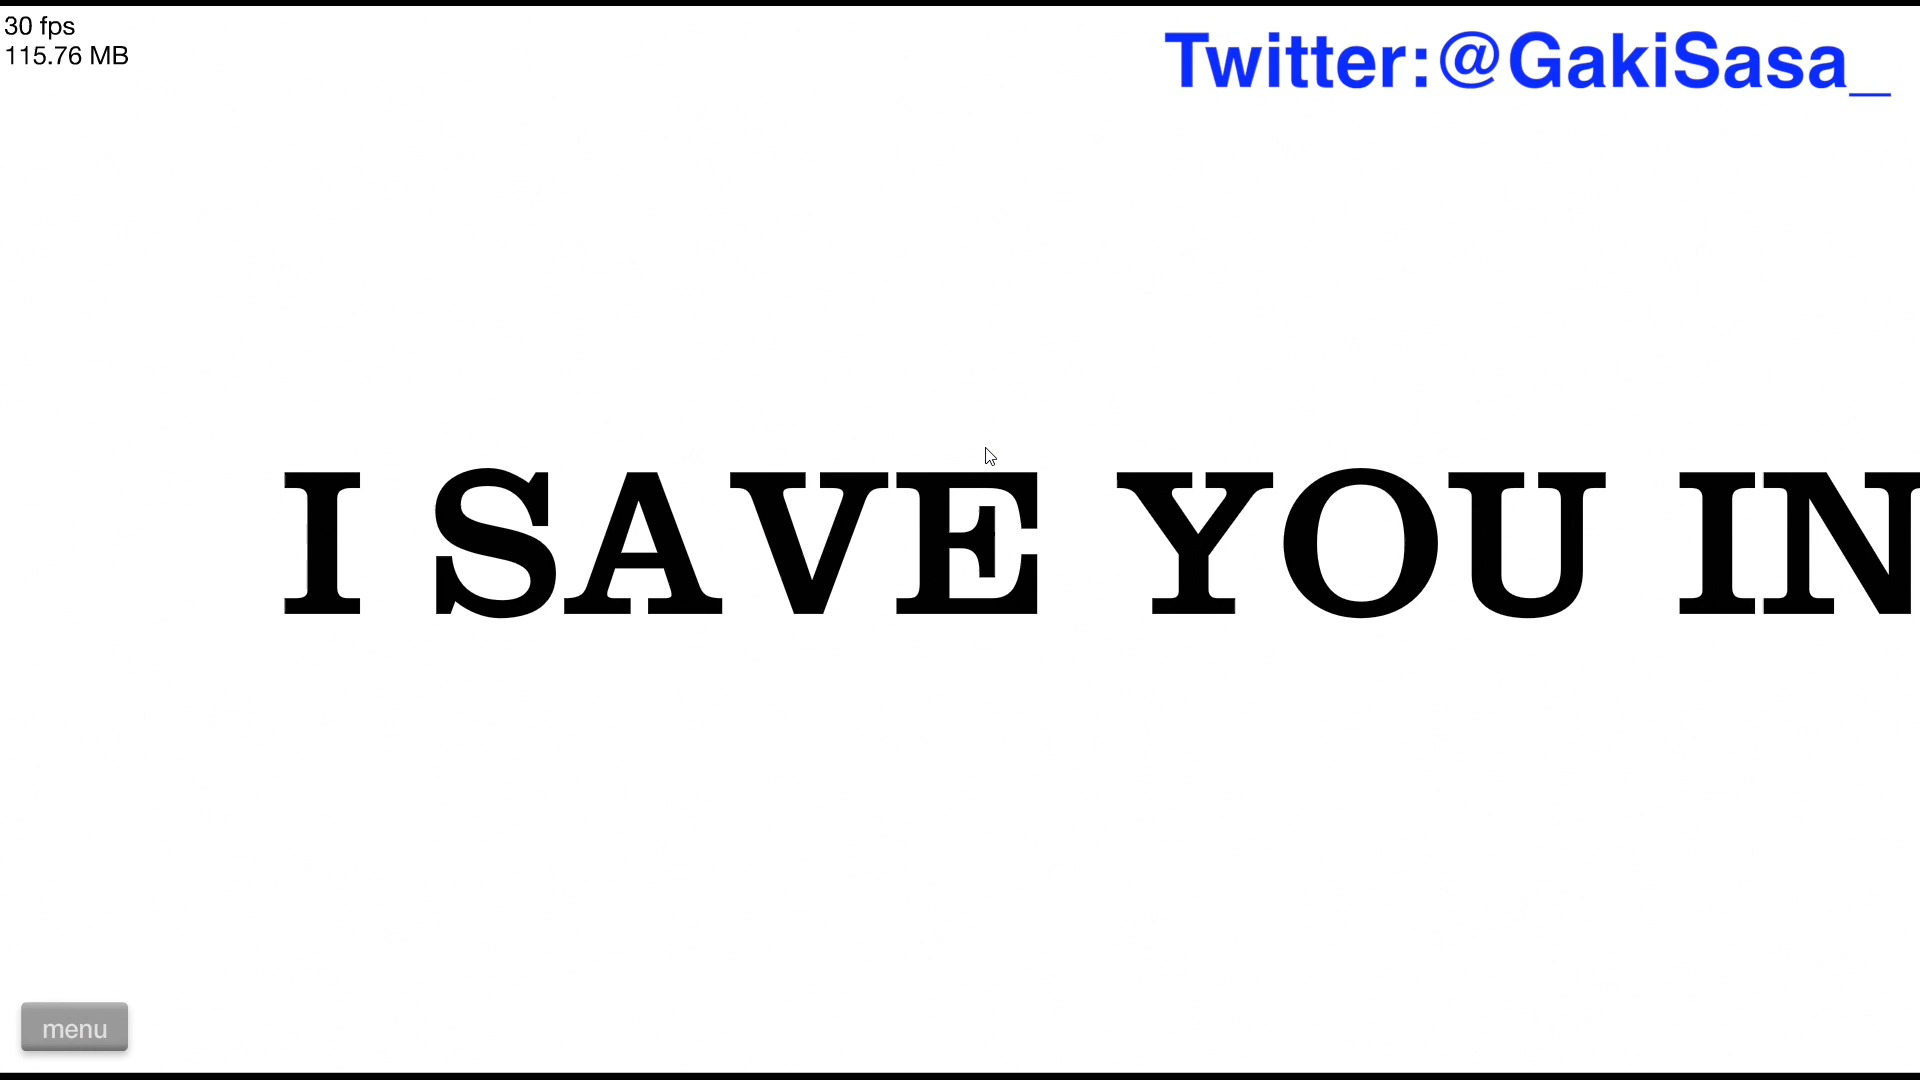 30 fps
115.76 MB
Twitter:@GakiSasa_
I SAVE YOU IN
menu